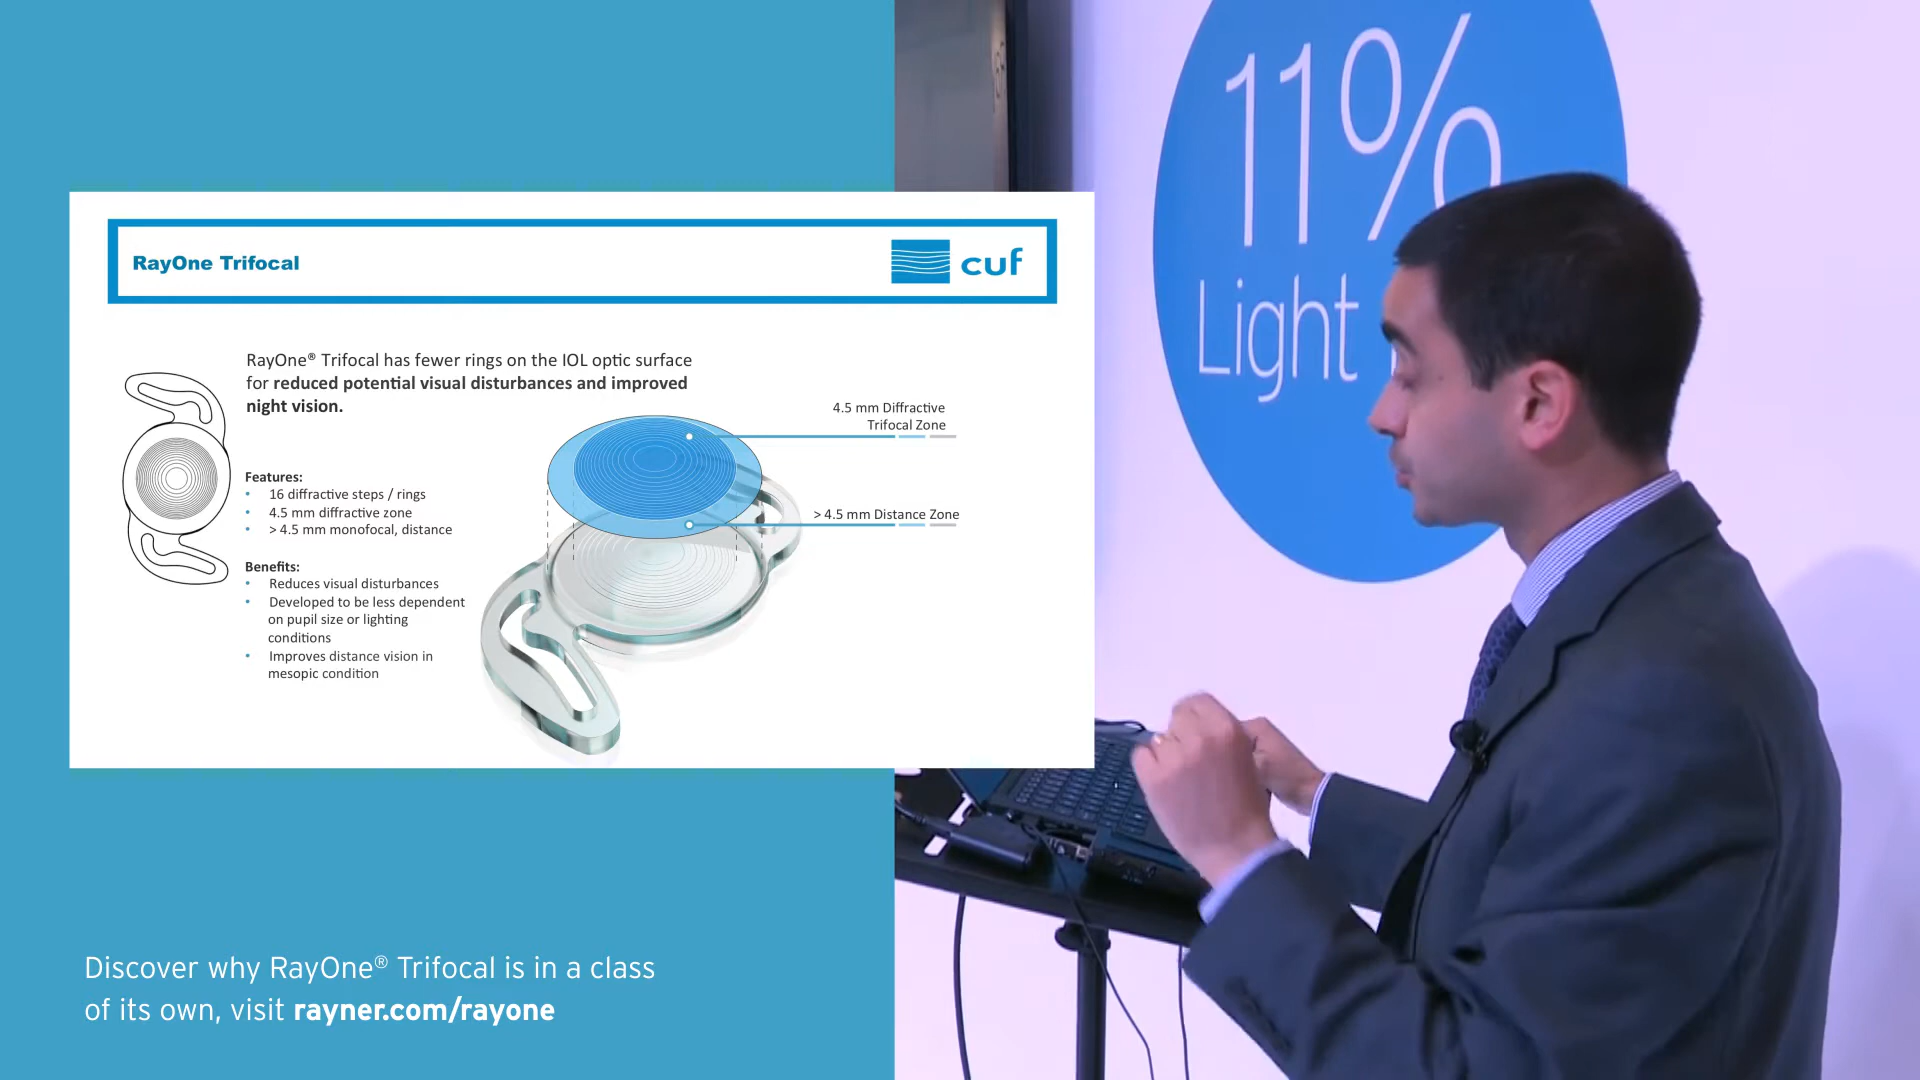 11%
Light
RayOne Trifocal
cuf
RayOne® Trifocal has fewer rings on the IOL optic surface
for reduced potential visual disturbances and improved
night vision.
4.5 mm Diffractive
Trifocal Zone
Features:
• 16 diffractive steps / rings
• 4.5 mm diffractive zone
• > 4.5 mm monofocal, distance
> 4.5 mm Distance Zone
Benefits:
• Reduces visual disturbances
• Developed to be less dependent
on pupil size or lighting
conditions
• Improves distance vision in
mesopic condition
Discover why RayOne® Trifocal is in a class
of its own, visit rayner.com/rayone